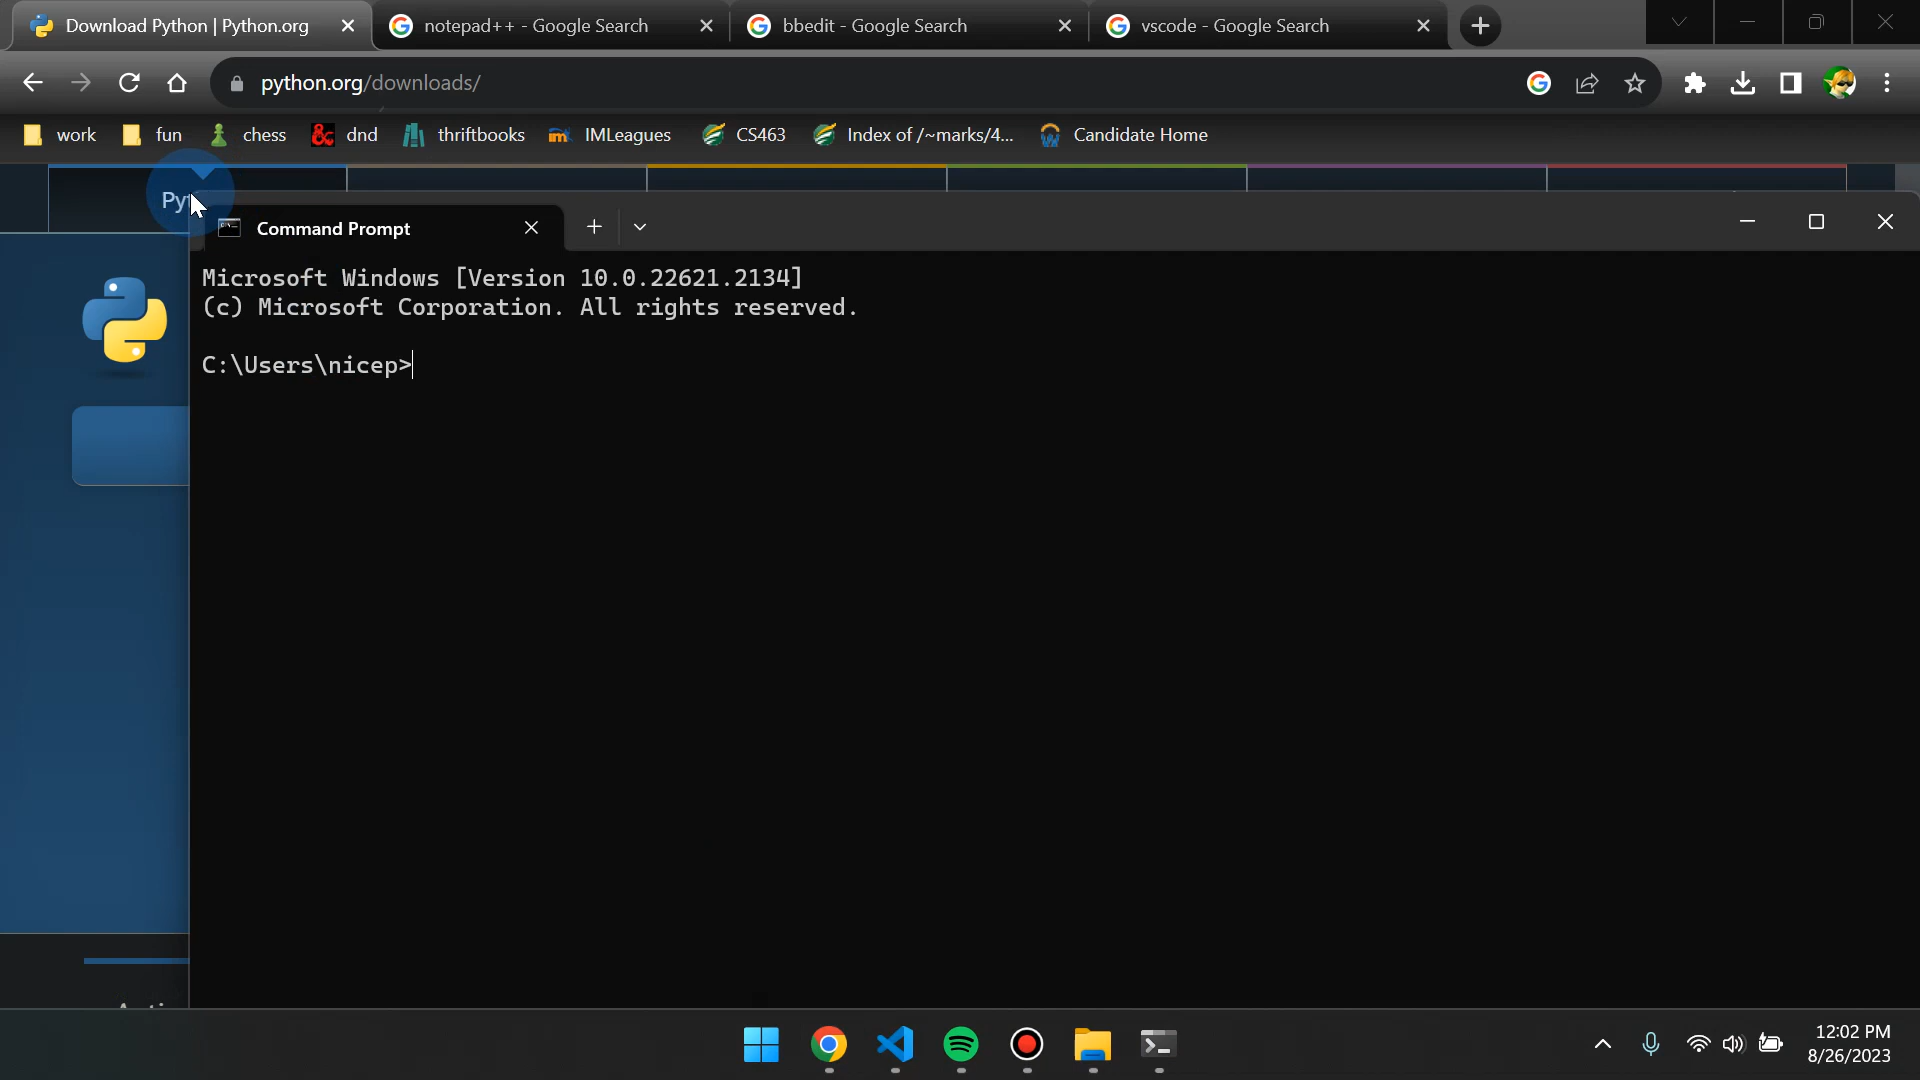 Download Python | Python.org
notepad++ - Google Search
bbedit - Google Search
vscode - Google Search
python.org/downloads/
work
fun
chess
dnd
thriftbooks
IMLeagues
CS463
Index of /~marks/4...
Candidate Home
Command Prompt
Microsoft Windows [Version 10.0.22621.2134]
(c) Microsoft Corporation. All rights reserved.
C:\Users\nicep>
12:02 PM
8/26/2023